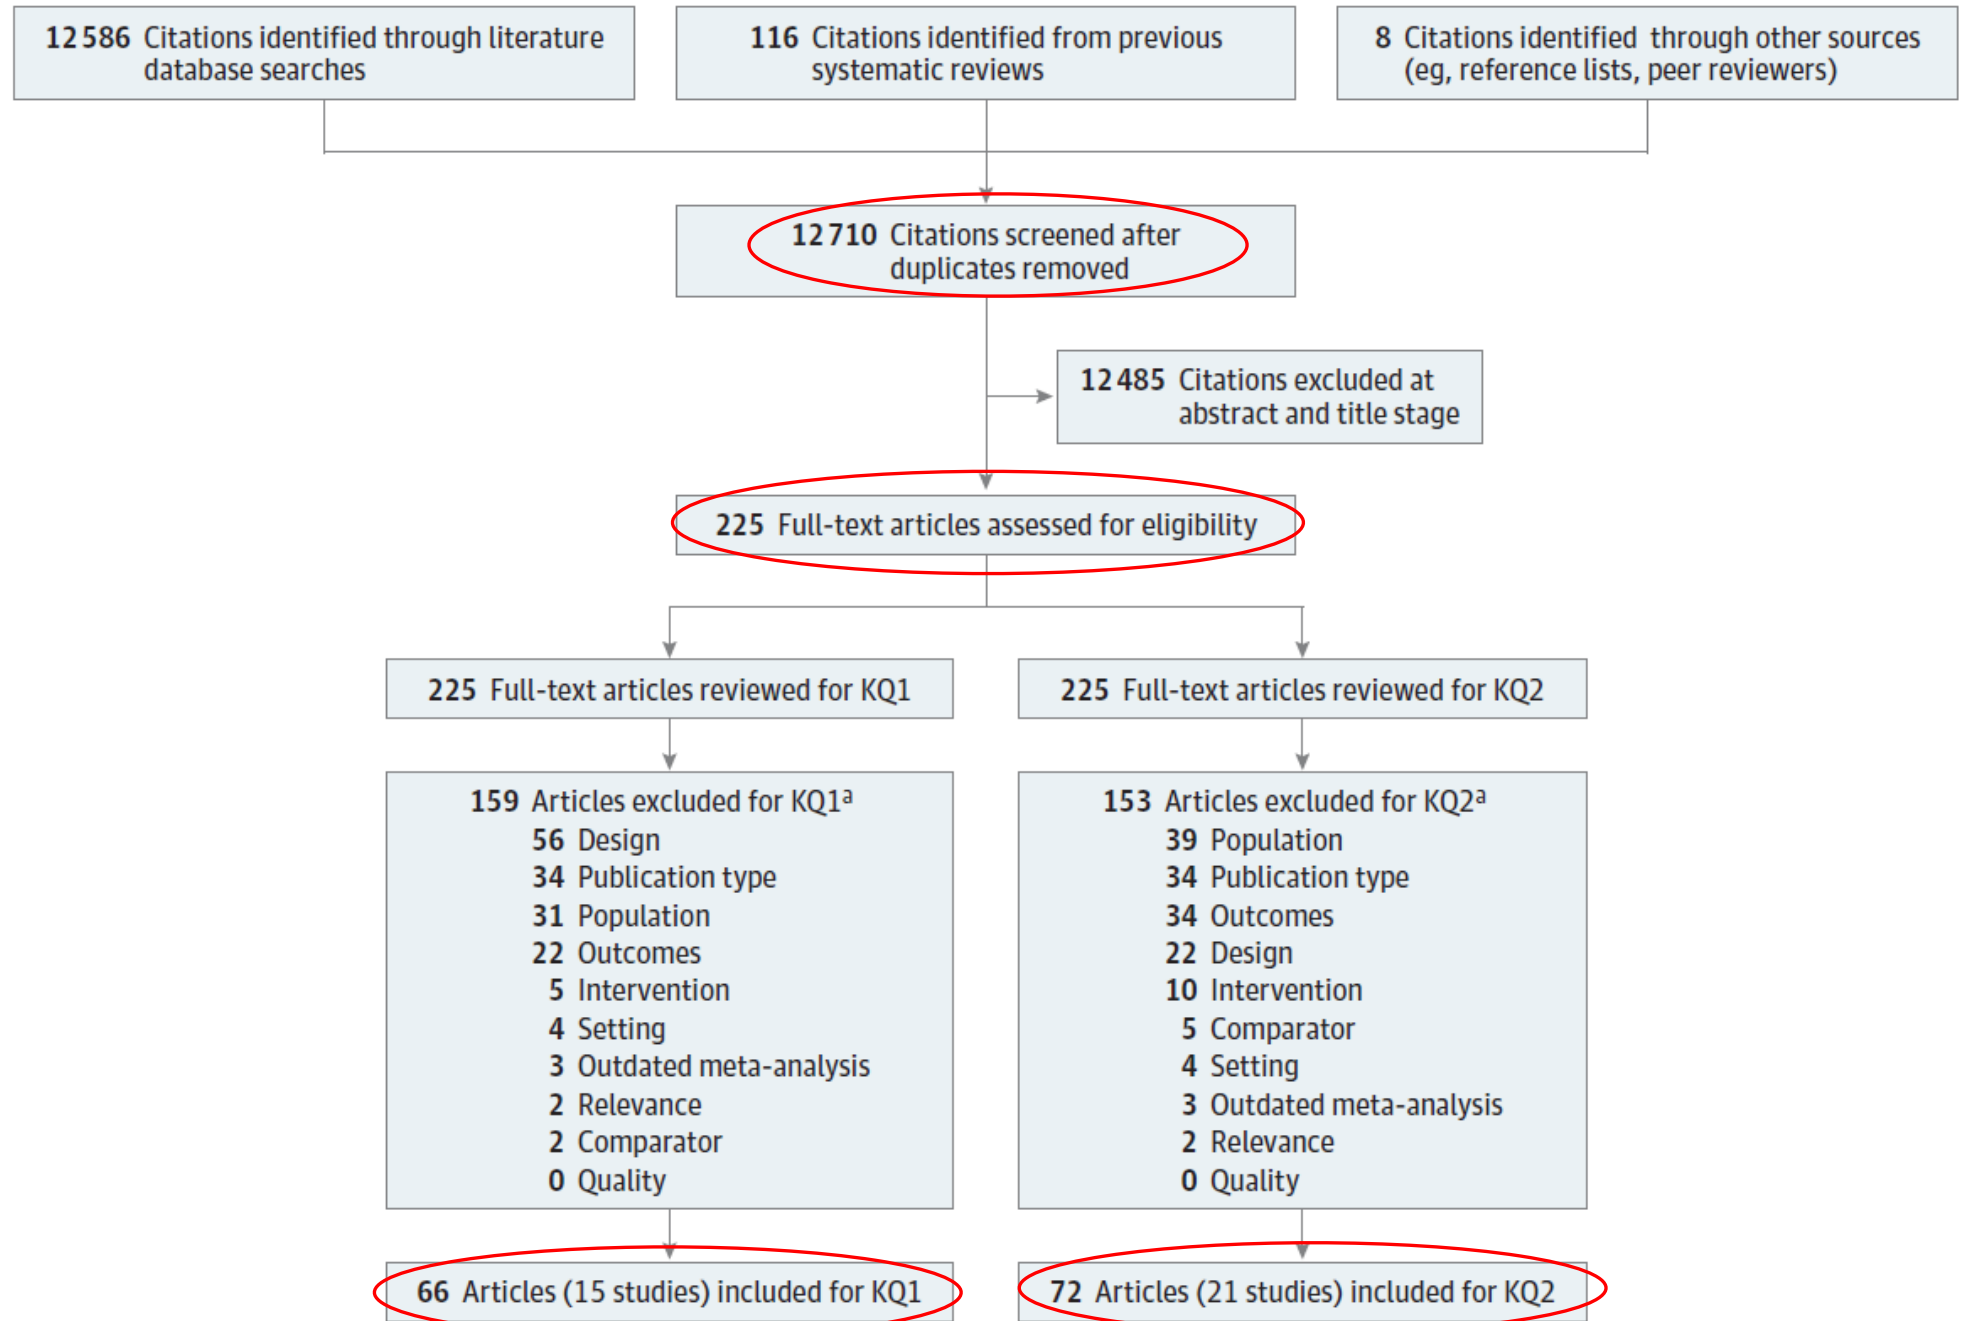 12 586 Citations identified through literature
database searches
116 Citations identified from previous
systematic reviews
8 Citations identified through other sources
(eg, reference lists, peer reviewers)
12 710 Citations screened after
duplicates removed
12 485 Citations excluded at
abstract and title stage
225 Full-text articles assessed for eligibility
225 Full-text articles reviewed for KQ1
225 Full-text articles reviewed for KQ2
159 Articles excluded for KQ1a
56 Design
34 Publication type
31 Population
22 Outcomes
5 Intervention
4 Setting
3 Outdated meta-analysis
2 Relevance
2 Comparator
0 Quality
153 Articles excluded for KQ2a
39 Population
34 Publication type
34 Outcomes
22 Design
10 Intervention
5 Comparator
4 Setting
3 Outdated meta-analysis
2 Relevance
0 Quality
66 Articles (15 studies) included for KQ1
72 Articles (21 studies) included for KQ2